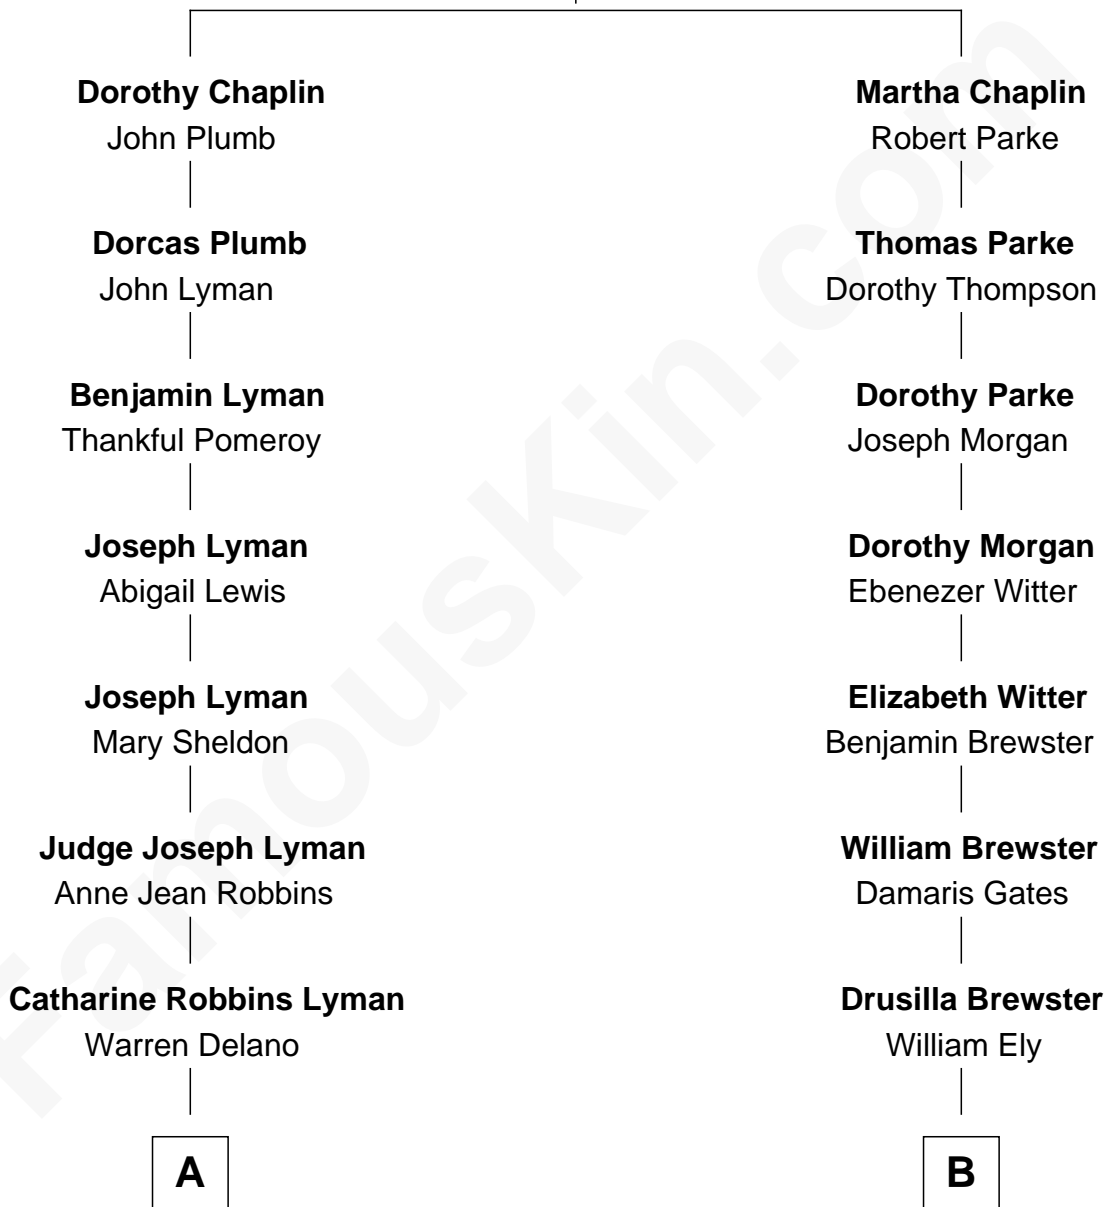 Dorothy Chaplin
John Plumb
Dorcas Plumb
John Lyman
Benjamin Lyman
Thankful Pomeroy
Joseph Lyman
Abigail Lewis
Joseph Lyman
Mary Sheldon
Judge Joseph Lyman
Anne Jean Robbins
Catharine Robbins Lyman
Warren Delano
A
Martha Chaplin
Robert Parke
Thomas Parke
Dorothy Thompson
Dorothy Parke
Joseph Morgan
Dorothy Morgan
Ebenezer Witter
Elizabeth Witter
Benjamin Brewster
William Brewster
Damaris Gates
Drusilla Brewster
William Ely
B
FamousKin.com